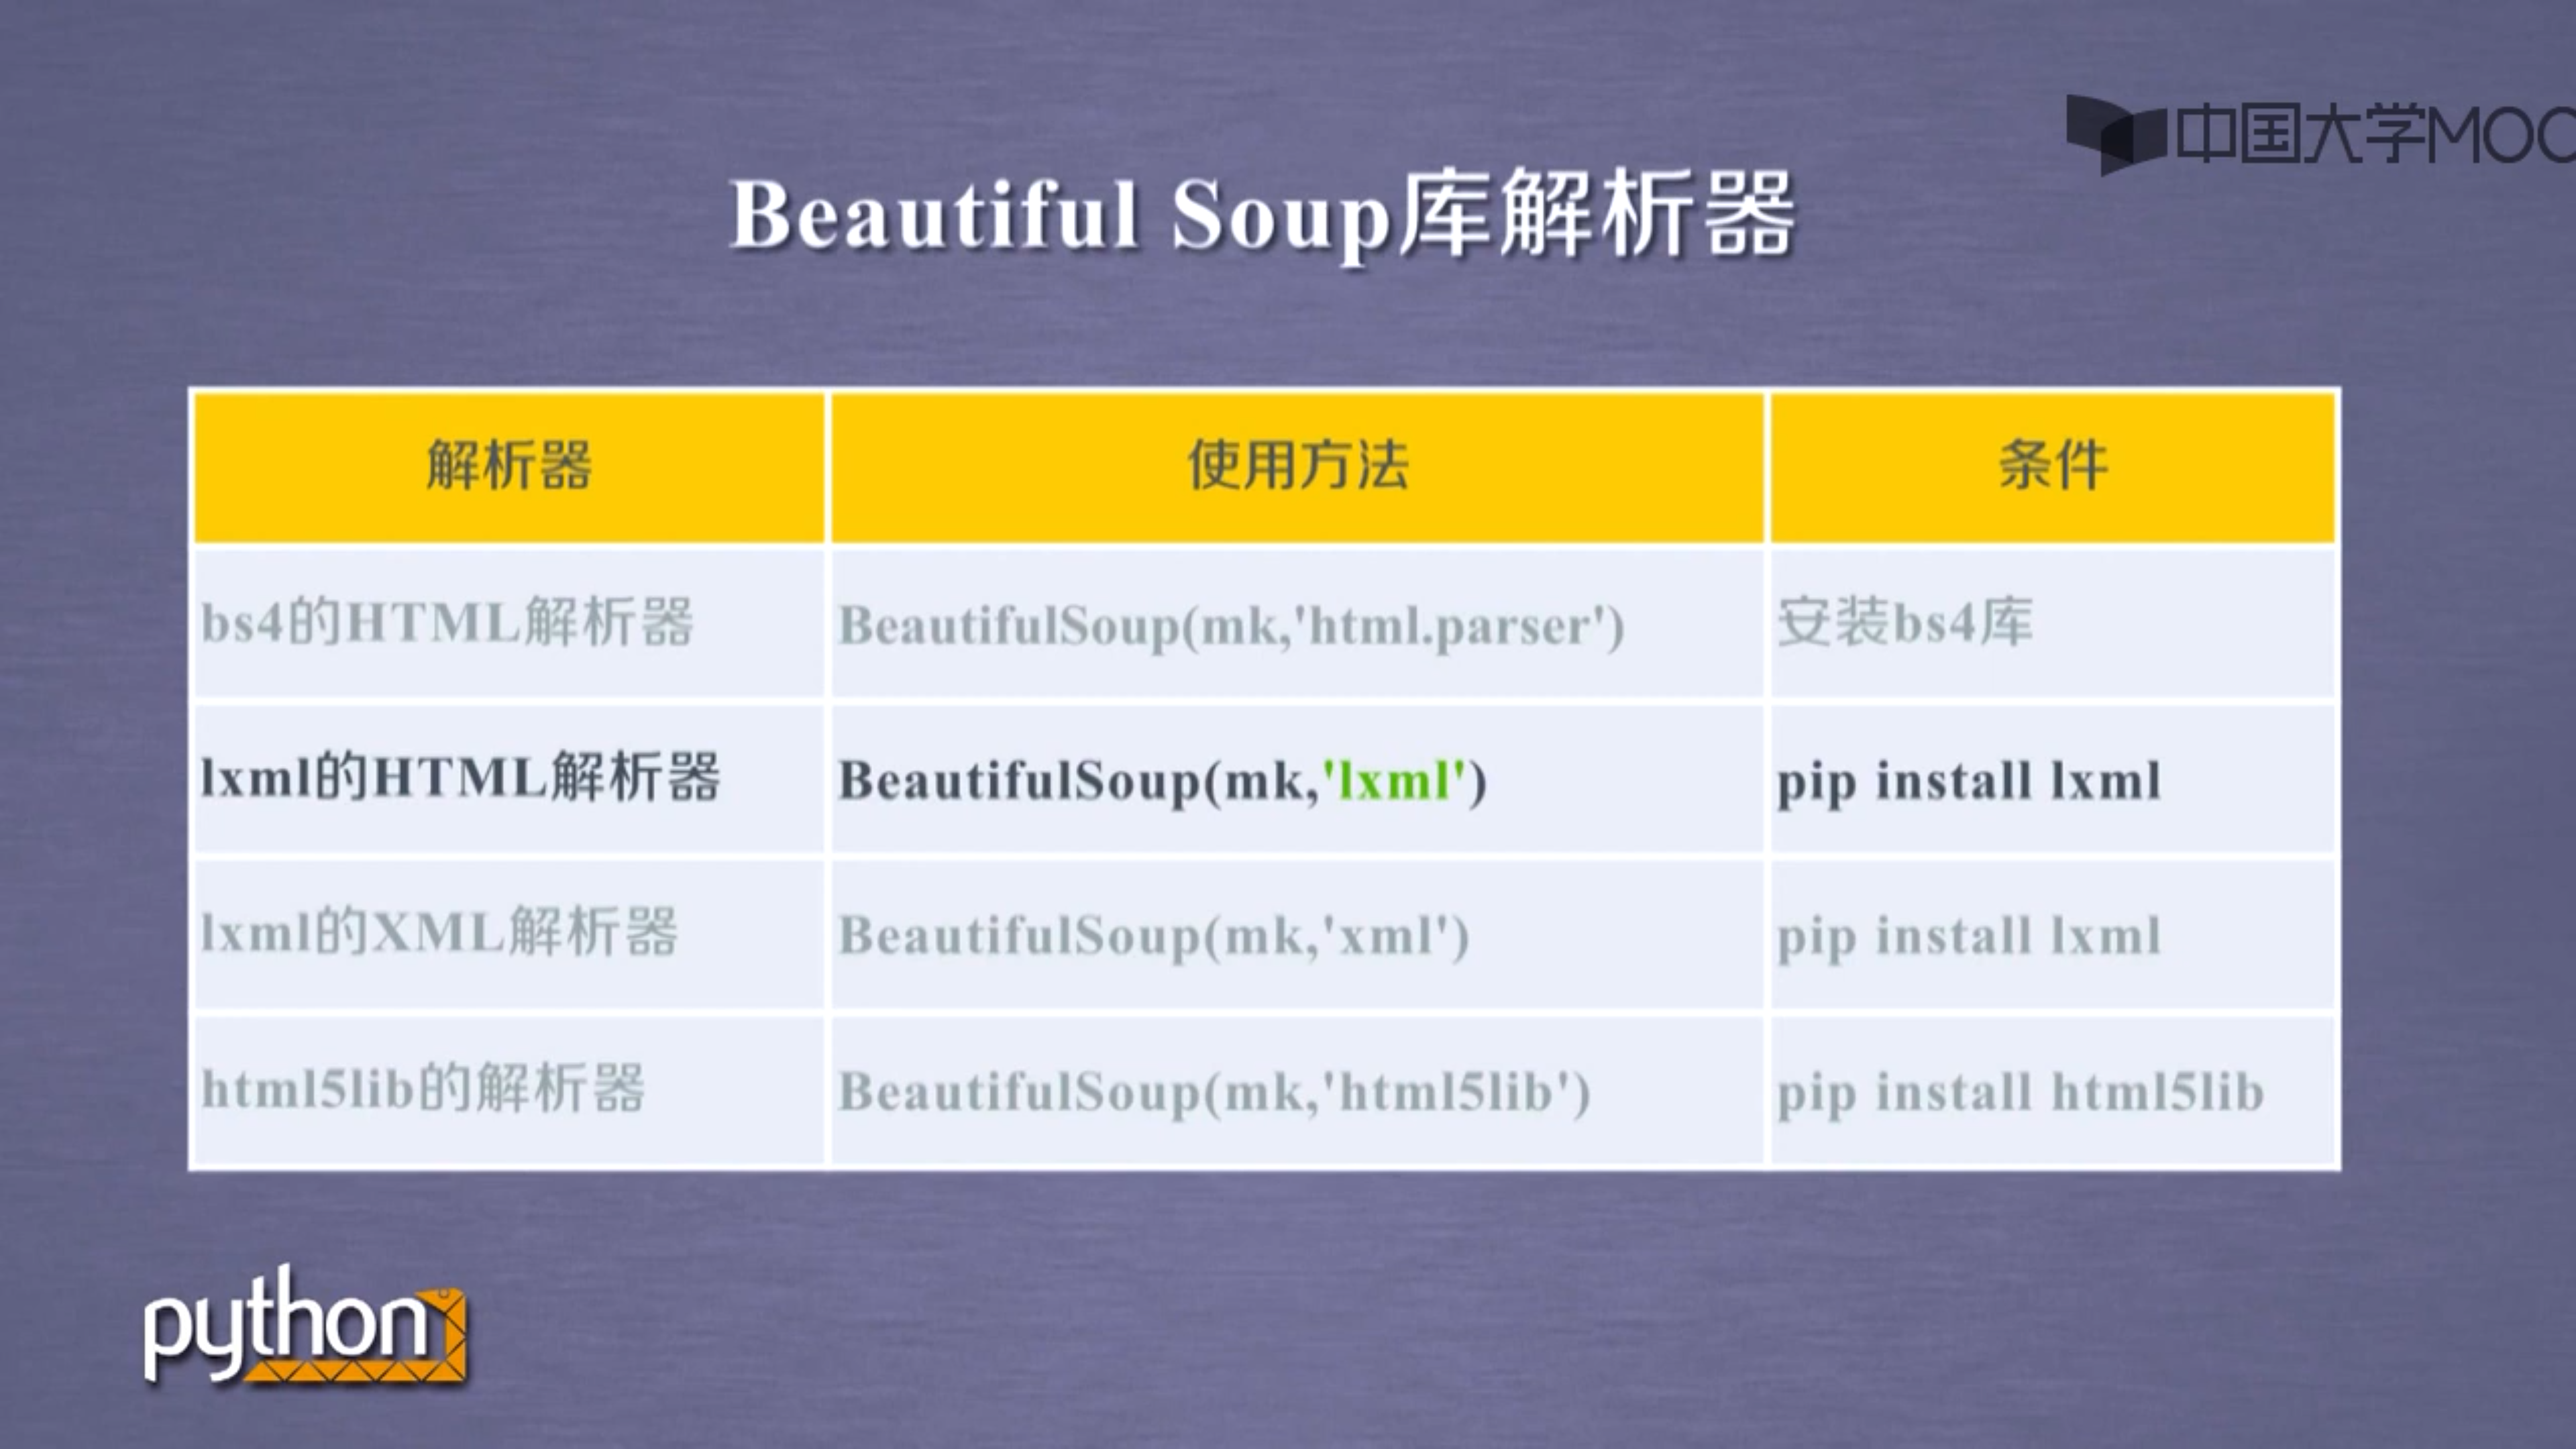 中国大学MOO
Beautiful Soup库解析器
解析器 使用方法 条件
bs4的HTML解析器 BeautifulSoup(mk,'html.parser') 安装bs4库
lxml的HTML解析器 BeautifulSoup(mk,'lxml') pip install lxml
lxml的XML解析器 BeautifulSoup(mk,'xml') pip install lxml
html5lib的解析器 BeautifulSoup(mk,'html5lib') pip install html5lib
python